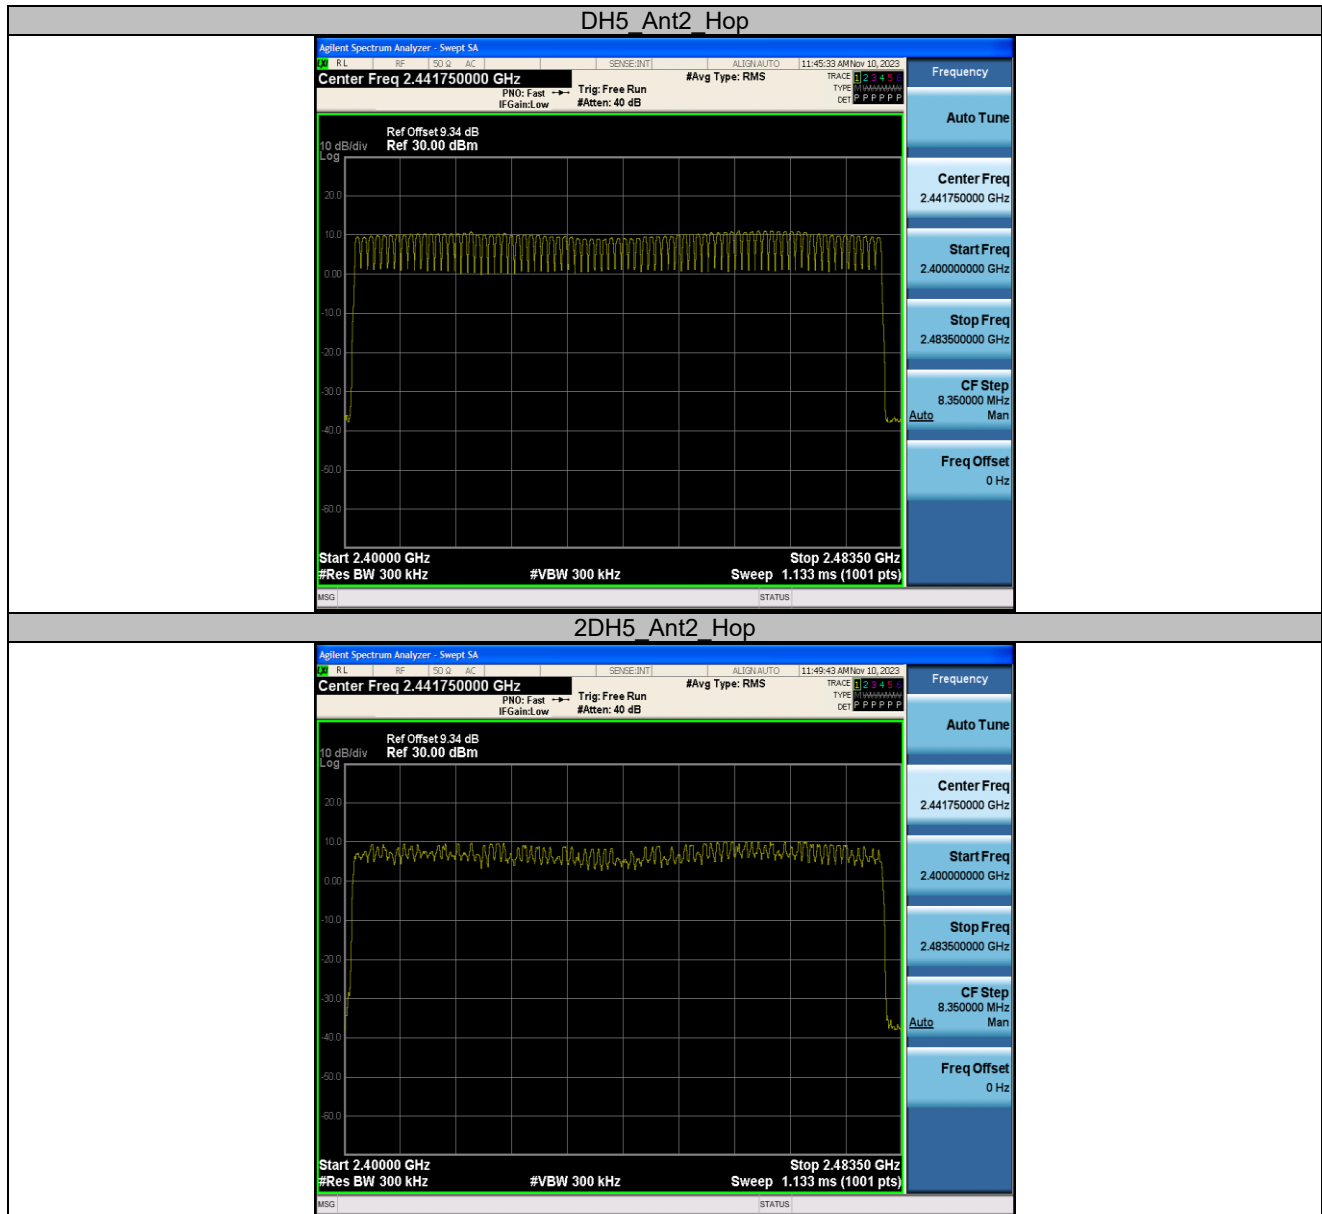 DH5_Ant2_Hop
Agilent Spectrum Analyzer - Swept SA
RL RF 50 Ω AC SENSE:INT ALIGN AUTO 11:45:33 AM Nov 10, 2023
Center Freq 2.441750000 GHz #Avg Type: RMS TRACE 1 2 3 4 5 6
PNO: Fast Trig: Free Run TYPE M
IFGain:Low #Atten: 40 dB DET P P P P P P
Frequency
Auto Tune
Ref Offset 9.34 dB
10 dB/div Ref 30.00 dBm
Log
20.0
10.0
0.00
-10.0
-20.0
-30.0
-40.0
-50.0
-60.0
Center Freq
2.441750000 GHz
Start Freq
2.400000000 GHz
Stop Freq
2.483500000 GHz
CF Step
8.350000 MHz
Auto Man
Freq Offset
0 Hz
Start 2.40000 GHz Stop 2.48350 GHz
#Res BW 300 kHz #VBW 300 kHz Sweep 1.133 ms (1001 pts)
MSG STATUS
2DH5_Ant2_Hop
Agilent Spectrum Analyzer - Swept SA
RL RF 50 Ω AC SENSE:INT ALIGN AUTO 11:49:43 AM Nov 10, 2023
Center Freq 2.441750000 GHz #Avg Type: RMS TRACE 1 2 3 4 5 6
PNO: Fast Trig: Free Run TYPE M
IFGain:Low #Atten: 40 dB DET P P P P P P
Frequency
Auto Tune
Ref Offset 9.34 dB
10 dB/div Ref 30.00 dBm
Log
20.0
10.0
0.00
-10.0
-20.0
-30.0
-40.0
-50.0
-60.0
Center Freq
2.441750000 GHz
Start Freq
2.400000000 GHz
Stop Freq
2.483500000 GHz
CF Step
8.350000 MHz
Auto Man
Freq Offset
0 Hz
Start 2.40000 GHz Stop 2.48350 GHz
#Res BW 300 kHz #VBW 300 kHz Sweep 1.133 ms (1001 pts)
MSG STATUS